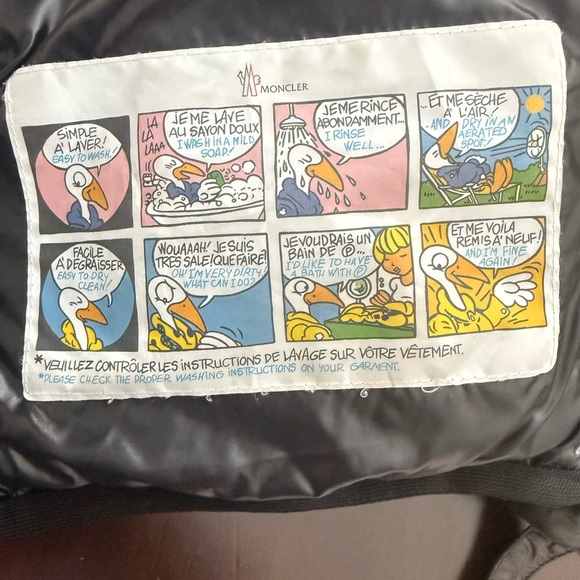 MONCLER
SIMPLE
A' LAVER!
EASY TO WASH!
LA
LA
LAAA
JE ME LAVE
AU SAVON DOUX
I WASH IN A MILD
SOAP!
JE ME RINCE
ABONDAMMENT...
I RINSE
WELL...
...ET ME SÈCHE
A' L'AIR!
...AND DRY IN AN
AERATED
SPOT!
FACILE
A' DEGRAISSER
EASY TO DRY
CLEAN!
WOUAAAH! JE SUIS
TRES SALE! QUE FAIRE!
OH! I'M VERY DIRTY!
WHAT CAN I DO?
JE VOUDRAIS UN
BAIN DE Ⓟ...
I'D LIKE TO HAVE
A BATH WITH Ⓟ
ET ME VOILA
REMIS A' NEUF!
AND I'M FINE
AGAIN!
*VEUILLEZ CONTRÔLER LES INSTRUCTIONS DE LAVAGE SUR VÔTRE VÊTEMENT.
*PLEASE CHECK THE PROPER WASHING INSTRUCTIONS ON YOUR GARMENT.